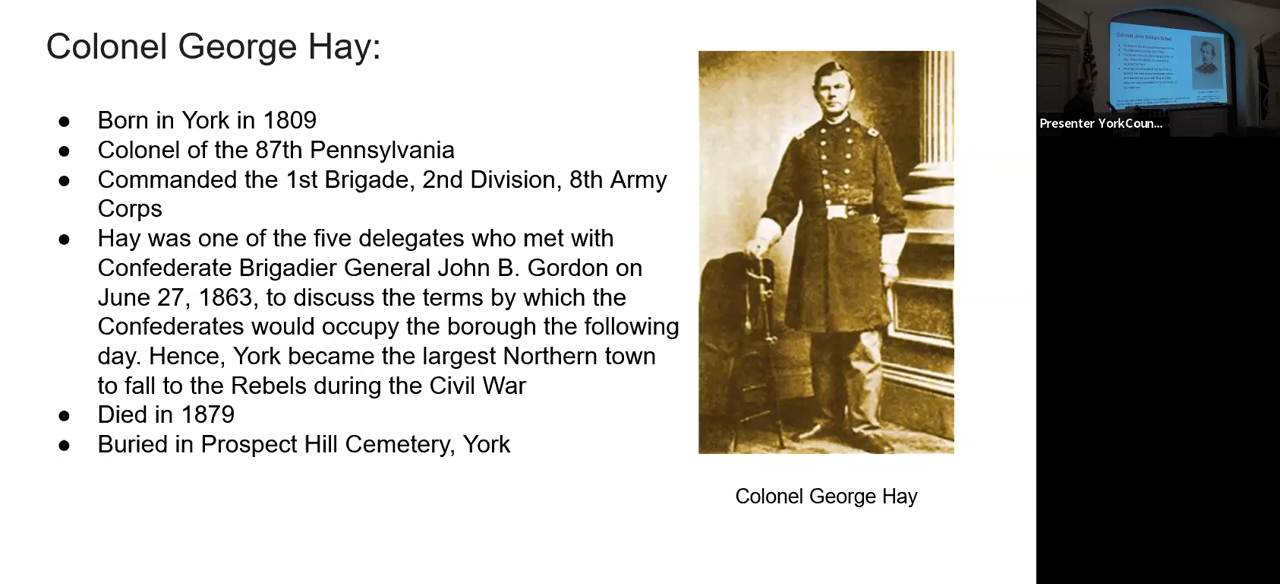 Colonel George Hay:
● Born in York in 1809
● Colonel of the 87th Pennsylvania
● Commanded the 1st Brigade, 2nd Division, 8th Army
Corps
● Hay was one of the five delegates who met with
Confederate Brigadier General John B. Gordon on
June 27, 1863, to discuss the terms by which the
Confederates would occupy the borough the following
day. Hence, York became the largest Northern town
to fall to the Rebels during the Civil War
● Died in 1879
● Buried in Prospect Hill Cemetery, York
Colonel George Hay
Presenter YorkCoun...